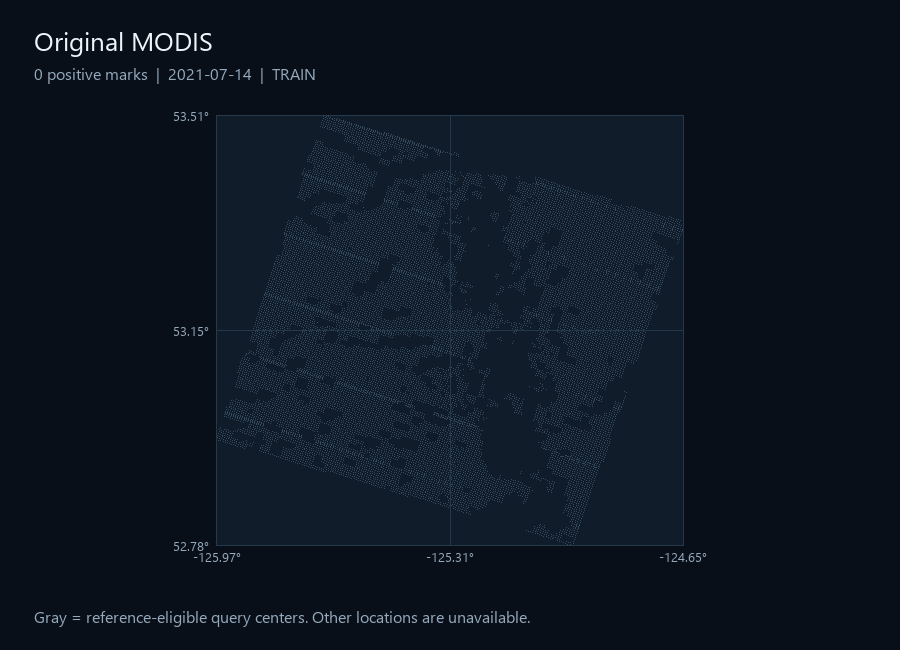 Original MODIS
0 positive marks | 2021-07-14 | TRAIN
53.51°
53.15°
52.78°
-125.97°
-125.31°
-124.65°
Gray = reference-eligible query centers. Other locations are unavailable.